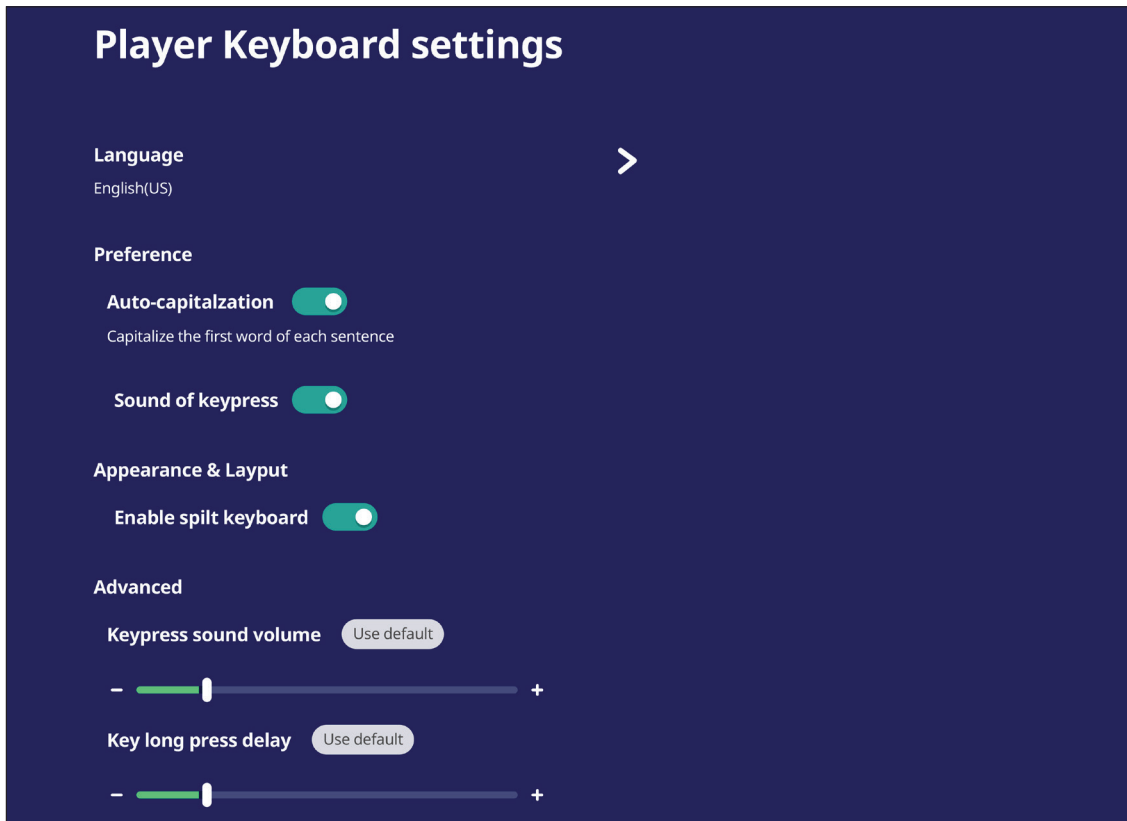 Player Keyboard settings
Language
English(US)
Preference
Auto-capitalzation
Capitalize the first word of each sentence
Sound of keypress
Appearance & Layput
Enable spilt keyboard
Advanced
Keypress sound volume Use default
- +
Key long press delay Use default
- +